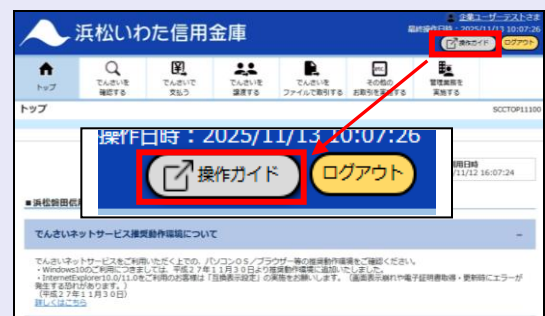 浜松いわた信用金庫
企業ユーザーテストさま
最終操作日時：2025/11/13 10:07:26
操作ガイド
ログアウト
トップ
でんさいを
確認する
でんさいで
支払う
でんさいを
譲渡する
でんさいを
ファイルで取引する
その他の
お取引を実施する
管理業務を
実施する
トップ
SCCTOP11100
操作日時：2025/11/13 10:07:26
操作ガイド
ログアウト
用日時
/11/12 16:07:24
でんさいネットサービス推奨動作環境について
でんさいネットサービスをご利用いただく上での、パソコンOS／ブラウザー等の推奨動作環境をご確認ください。
・Windows10のご利用につきましては、平成27年11月30日より推奨動作環境に追加いたしました。
・InternetExplorer10.0/11.0をご利用のお客様は「互換表示設定」の実施をお願いします。（画面表示崩れや電子証明書取得・更新時にエラーが
発生する恐れがあります。）
（平成27年11月30日）
詳しくはこちら